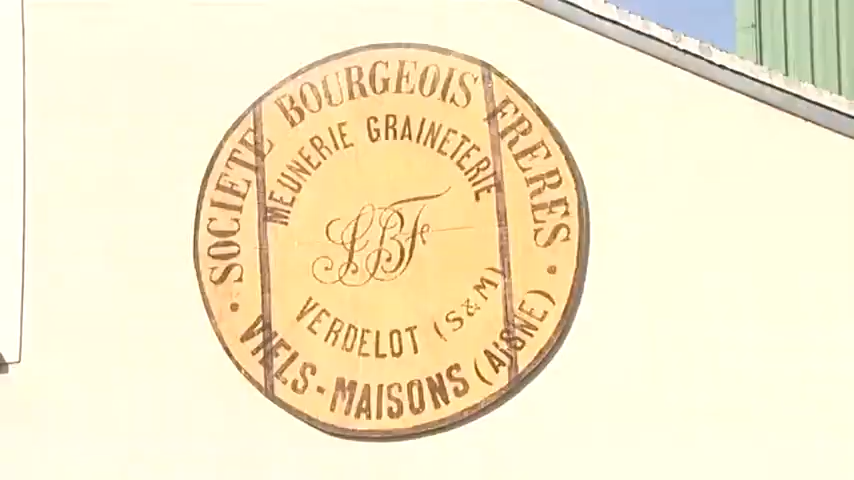 SOCIETE BOURGEOIS FRERES
MEUNERIE GRAINETERIE
SBF
VERDELOT (S&M)
VIELS-MAISONS (AISNE)